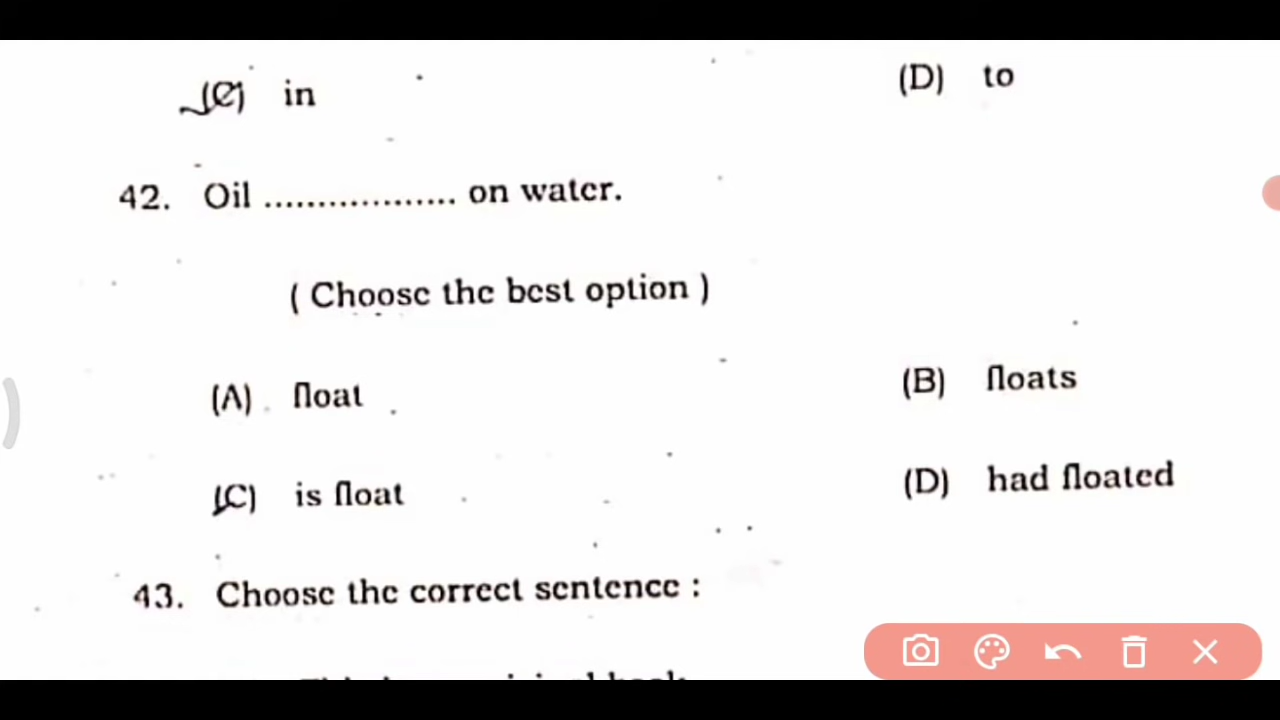 (C) in (D) to
42. Oil .................. on water.
( Choose the best option )
(A) float (B) floats
(C) is float (D) had floated
43. Choose the correct sentence :